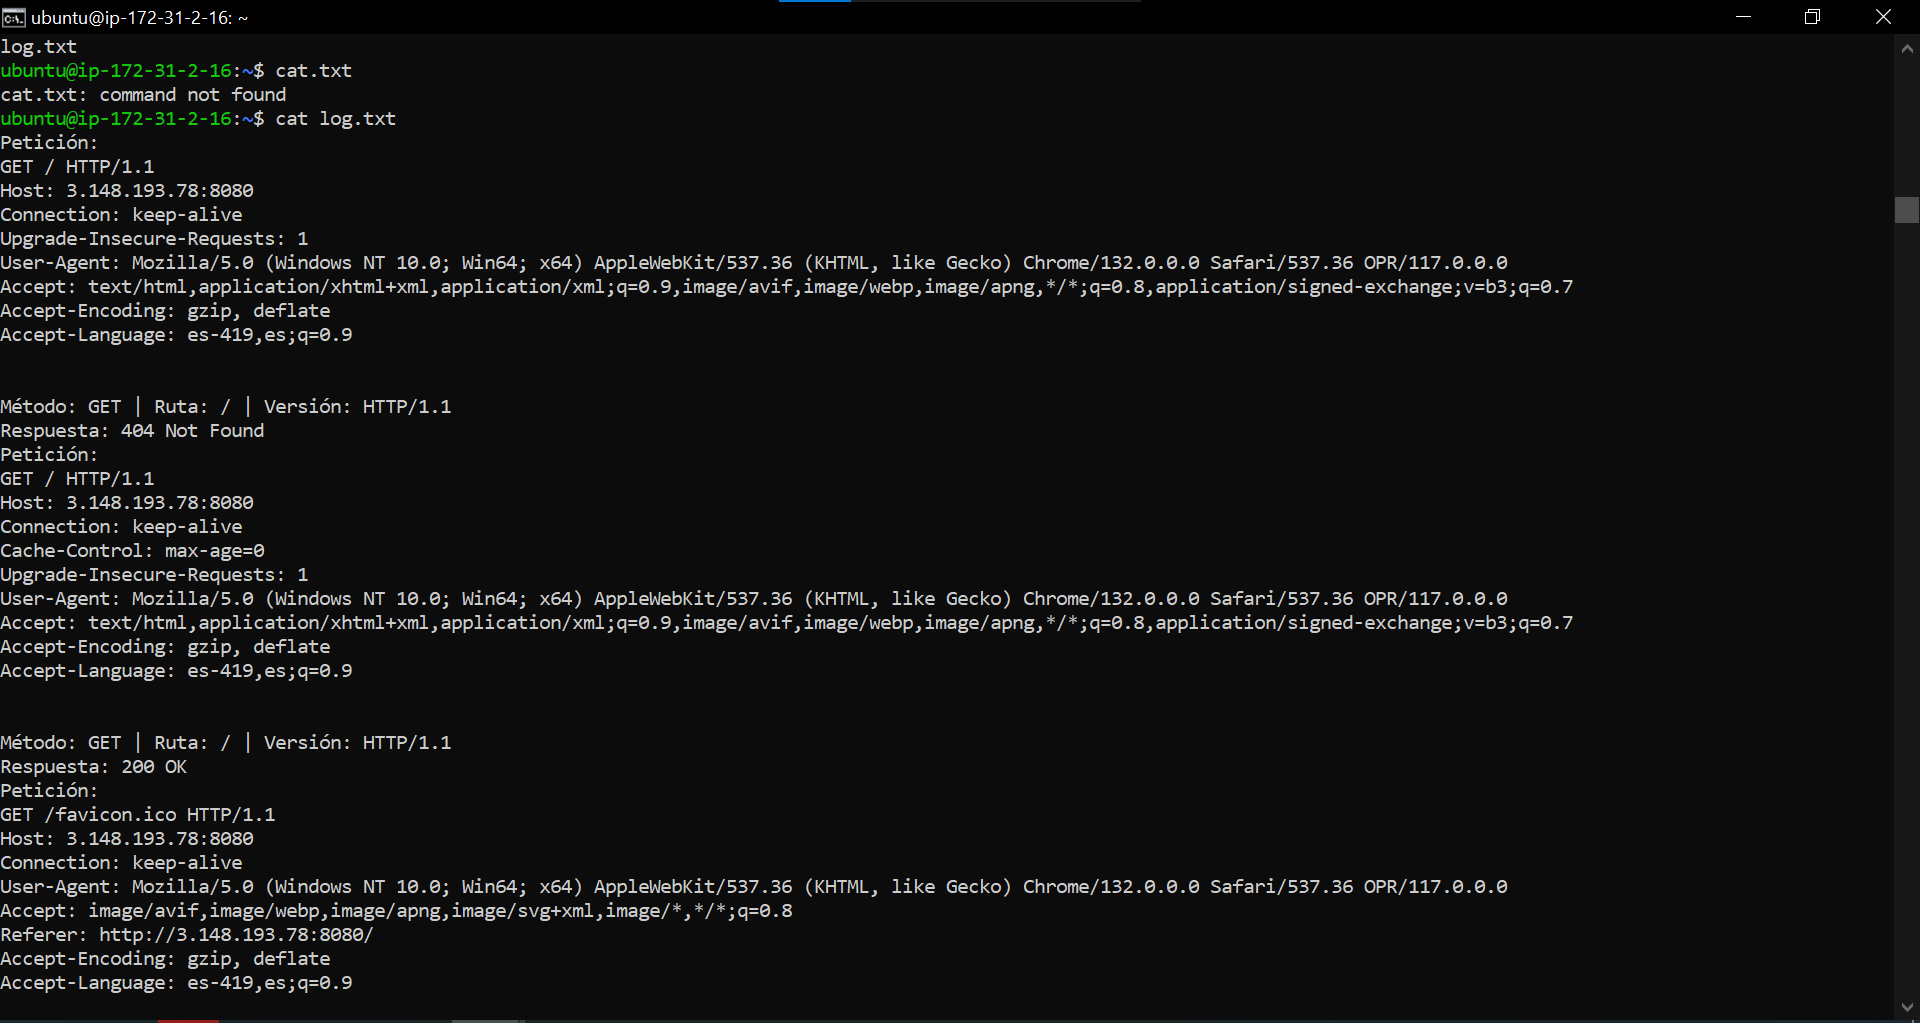 ubuntu@ip-172-31-2-16: ~
log.txt
ubuntu@ip-172-31-2-16:~$ cat.txt
cat.txt: command not found
ubuntu@ip-172-31-2-16:~$ cat log.txt
Petición:
GET / HTTP/1.1
Host: 3.148.193.78:8080
Connection: keep-alive
Upgrade-Insecure-Requests: 1
User-Agent: Mozilla/5.0 (Windows NT 10.0; Win64; x64) AppleWebKit/537.36 (KHTML, like Gecko) Chrome/132.0.0.0 Safari/537.36 OPR/117.0.0.0
Accept: text/html,application/xhtml+xml,application/xml;q=0.9,image/avif,image/webp,image/apng,*/*;q=0.8,application/signed-exchange;v=b3;q=0.7
Accept-Encoding: gzip, deflate
Accept-Language: es-419,es;q=0.9
Método: GET | Ruta: / | Versión: HTTP/1.1
Respuesta: 404 Not Found
Petición:
GET / HTTP/1.1
Host: 3.148.193.78:8080
Connection: keep-alive
Cache-Control: max-age=0
Upgrade-Insecure-Requests: 1
User-Agent: Mozilla/5.0 (Windows NT 10.0; Win64; x64) AppleWebKit/537.36 (KHTML, like Gecko) Chrome/132.0.0.0 Safari/537.36 OPR/117.0.0.0
Accept: text/html,application/xhtml+xml,application/xml;q=0.9,image/avif,image/webp,image/apng,*/*;q=0.8,application/signed-exchange;v=b3;q=0.7
Accept-Encoding: gzip, deflate
Accept-Language: es-419,es;q=0.9
Método: GET | Ruta: / | Versión: HTTP/1.1
Respuesta: 200 OK
Petición:
GET /favicon.ico HTTP/1.1
Host: 3.148.193.78:8080
Connection: keep-alive
User-Agent: Mozilla/5.0 (Windows NT 10.0; Win64; x64) AppleWebKit/537.36 (KHTML, like Gecko) Chrome/132.0.0.0 Safari/537.36 OPR/117.0.0.0
Accept: image/avif,image/webp,image/apng,image/svg+xml,image/*,*/*;q=0.8
Referer: http://3.148.193.78:8080/
Accept-Encoding: gzip, deflate
Accept-Language: es-419,es;q=0.9